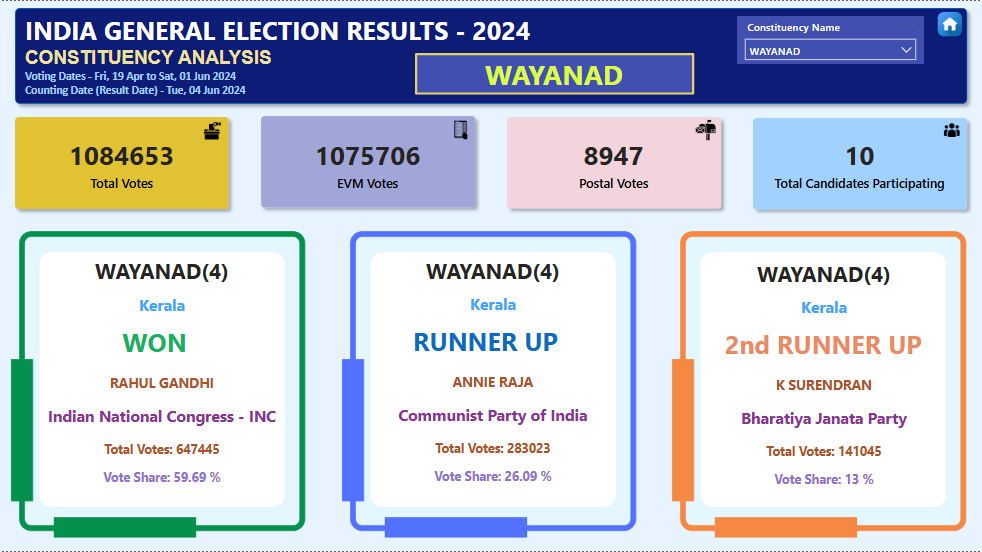 INDIA GENERAL ELECTION RESULTS - 2024
CONSTITUENCY ANALYSIS
Voting Dates - Fri, 19 Apr to Sat, 01 Jun 2024
Counting Date (Result Date) - Tue, 04 Jun 2024
WAYANAD
Constituency Name
WAYANAD
1084653
Total Votes
1075706
EVM Votes
8947
Postal Votes
10
Total Candidates Participating
WAYANAD(4)
Kerala
WON
RAHUL GANDHI
Indian National Congress - INC
Total Votes: 647445
Vote Share: 59.69 %
WAYANAD(4)
Kerala
RUNNER UP
ANNIE RAJA
Communist Party of India
Total Votes: 283023
Vote Share: 26.09 %
WAYANAD(4)
Kerala
2nd RUNNER UP
K SURENDRAN
Bharatiya Janata Party
Total Votes: 141045
Vote Share: 13 %